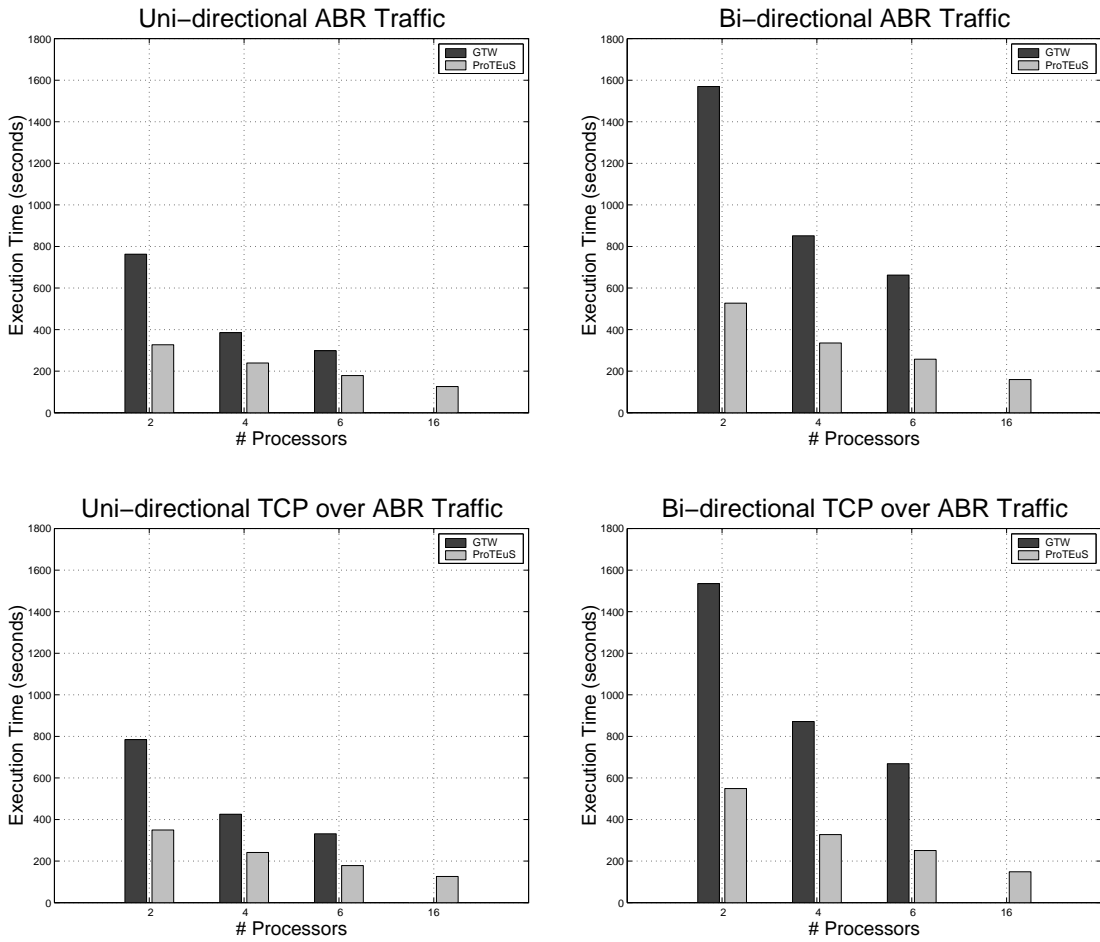 Uni−directional ABR Traffic
1800
1600
1400
1200
1000
800
600
400
200
0
Execution Time (seconds)
GTW
ProTEuS
2
4
6
16
# Processors
Bi−directional ABR Traffic
1800
1600
1400
1200
1000
800
600
400
200
0
Execution Time (seconds)
GTW
ProTEuS
2
4
6
16
# Processors
Uni−directional TCP over ABR Traffic
1800
1600
1400
1200
1000
800
600
400
200
0
Execution Time (seconds)
GTW
ProTEuS
2
4
6
16
# Processors
Bi−directional TCP over ABR Traffic
1800
1600
1400
1200
1000
800
600
400
200
0
Execution Time (seconds)
GTW
ProTEuS
2
4
6
16
# Processors